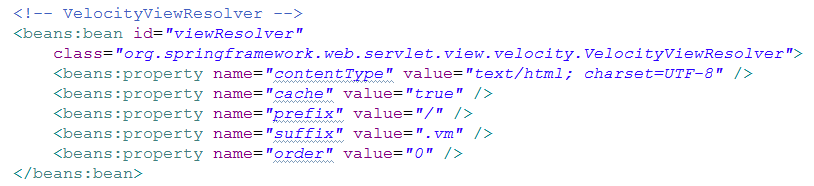 <!-- VelocityViewResolver -->
<beans:bean id="viewResolver"
class="org.springframework.web.servlet.view.velocity.VelocityViewResolver">
<beans:property name="contentType" value="text/html; charset=UTF-8" />
<beans:property name="cache" value="true" />
<beans:property name="prefix" value="/" />
<beans:property name="suffix" value=".vm" />
<beans:property name="order" value="0" />
</beans:bean>